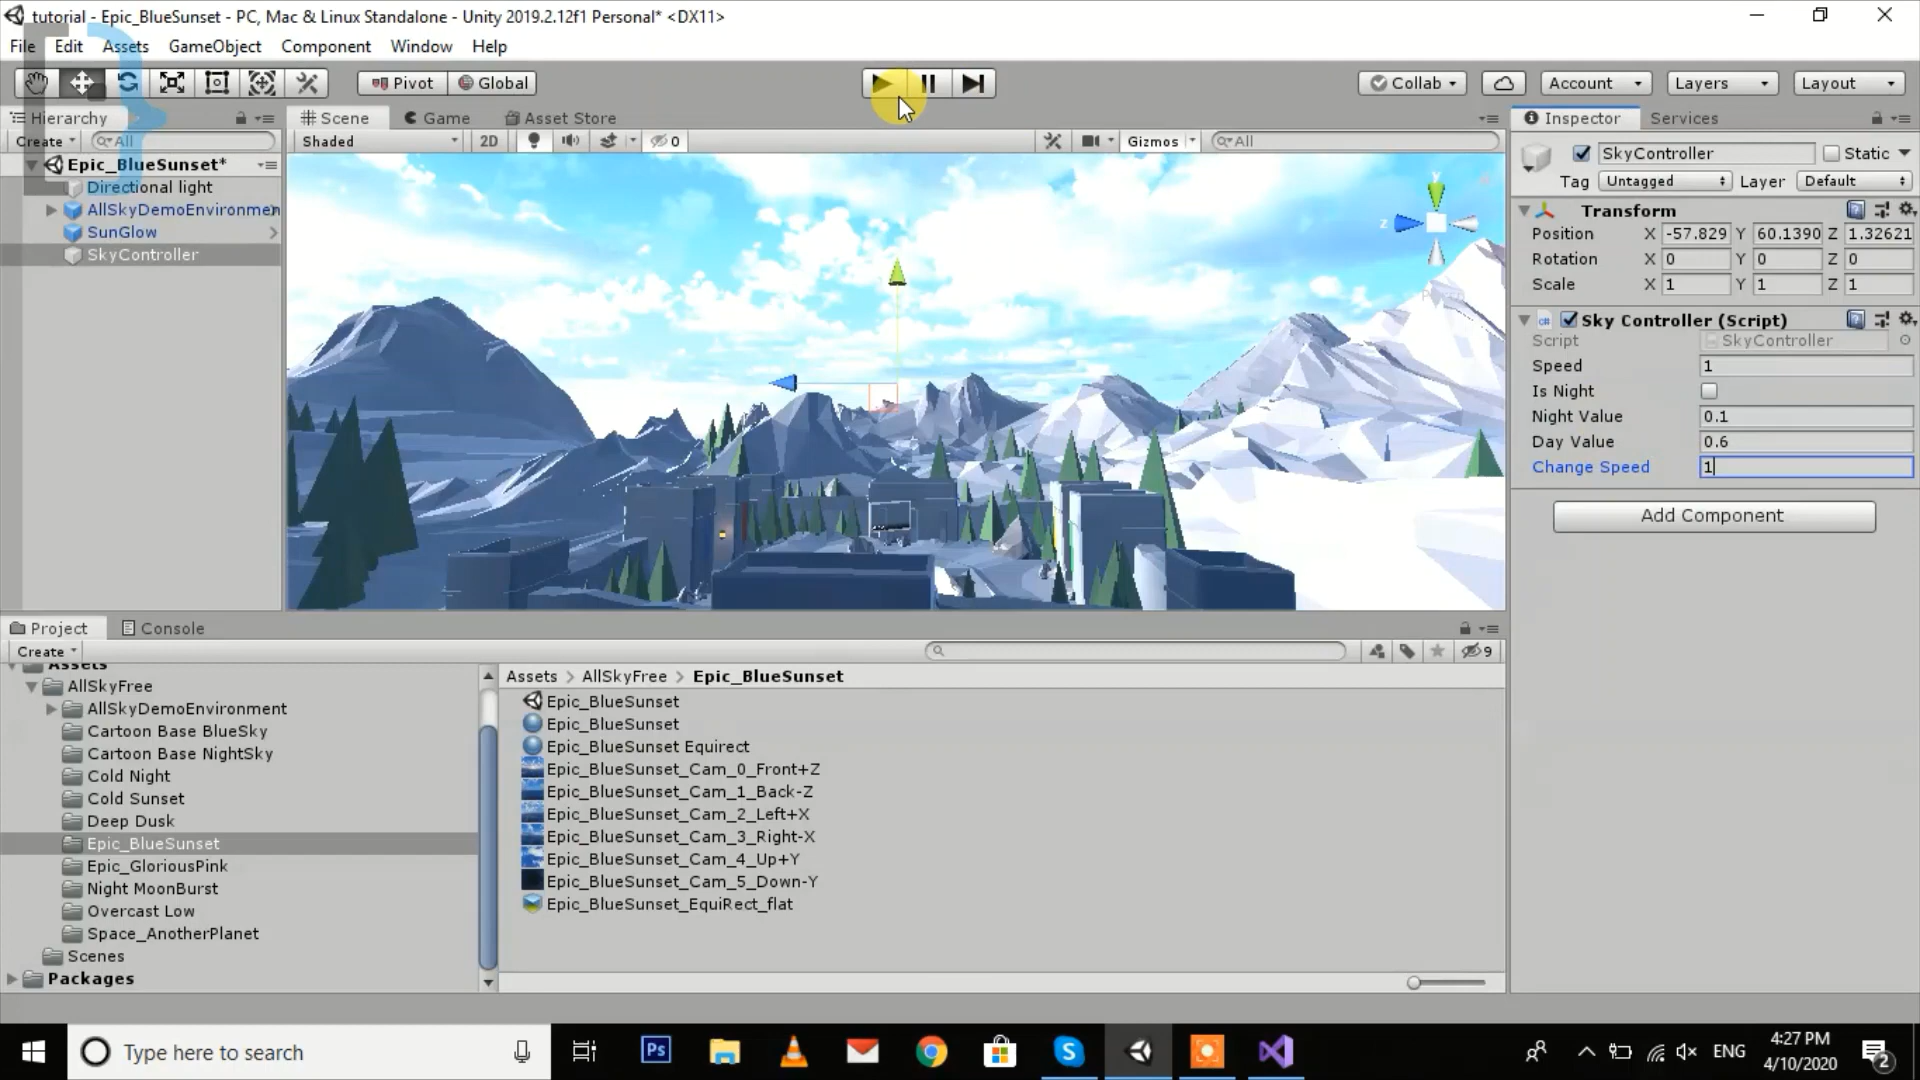 tutorial - Epic_BlueSunset - PC, Mac & Linux Standalone - Unity 2019.2.12f1 Personal* <DX11>
File Edit Assets GameObject Component Window Help
Pivot Global Collab Account Layers Layout
Hierarchy
Create All
Epic_BlueSunset*
Directional light
AllSkyDemoEnvironmen
SunGlow
SkyController
Scene Game Asset Store
Shaded 2D 0 Gizmos All
y
z
Inspector Services
SkyController Static
Tag Untagged Layer Default
Transform
Position X -57.829 Y 60.1390 Z 1.32621
Rotation X 0 Y 0 Z 0
Scale X 1 Y 1 Z 1
Sky Controller (Script)
Script SkyController
Speed 1
Is Night
Night Value 0.1
Day Value 0.6
Change Speed 1
Add Component
Project Console
Create 9
Assets
AllSkyFree
AllSkyDemoEnvironment
Cartoon Base BlueSky
Cartoon Base NightSky
Cold Night
Cold Sunset
Deep Dusk
Epic_BlueSunset
Epic_GloriousPink
Night MoonBurst
Overcast Low
Space_AnotherPlanet
Scenes
Packages
Assets > AllSkyFree > Epic_BlueSunset
Epic_BlueSunset
Epic_BlueSunset
Epic_BlueSunset Equirect
Epic_BlueSunset_Cam_0_Front+Z
Epic_BlueSunset_Cam_1_Back-Z
Epic_BlueSunset_Cam_2_Left+X
Epic_BlueSunset_Cam_3_Right-X
Epic_BlueSunset_Cam_4_Up+Y
Epic_BlueSunset_Cam_5_Down-Y
Epic_BlueSunset_EquiRect_flat
Type here to search
Ps
ENG
4:27 PM
4/10/2020
2